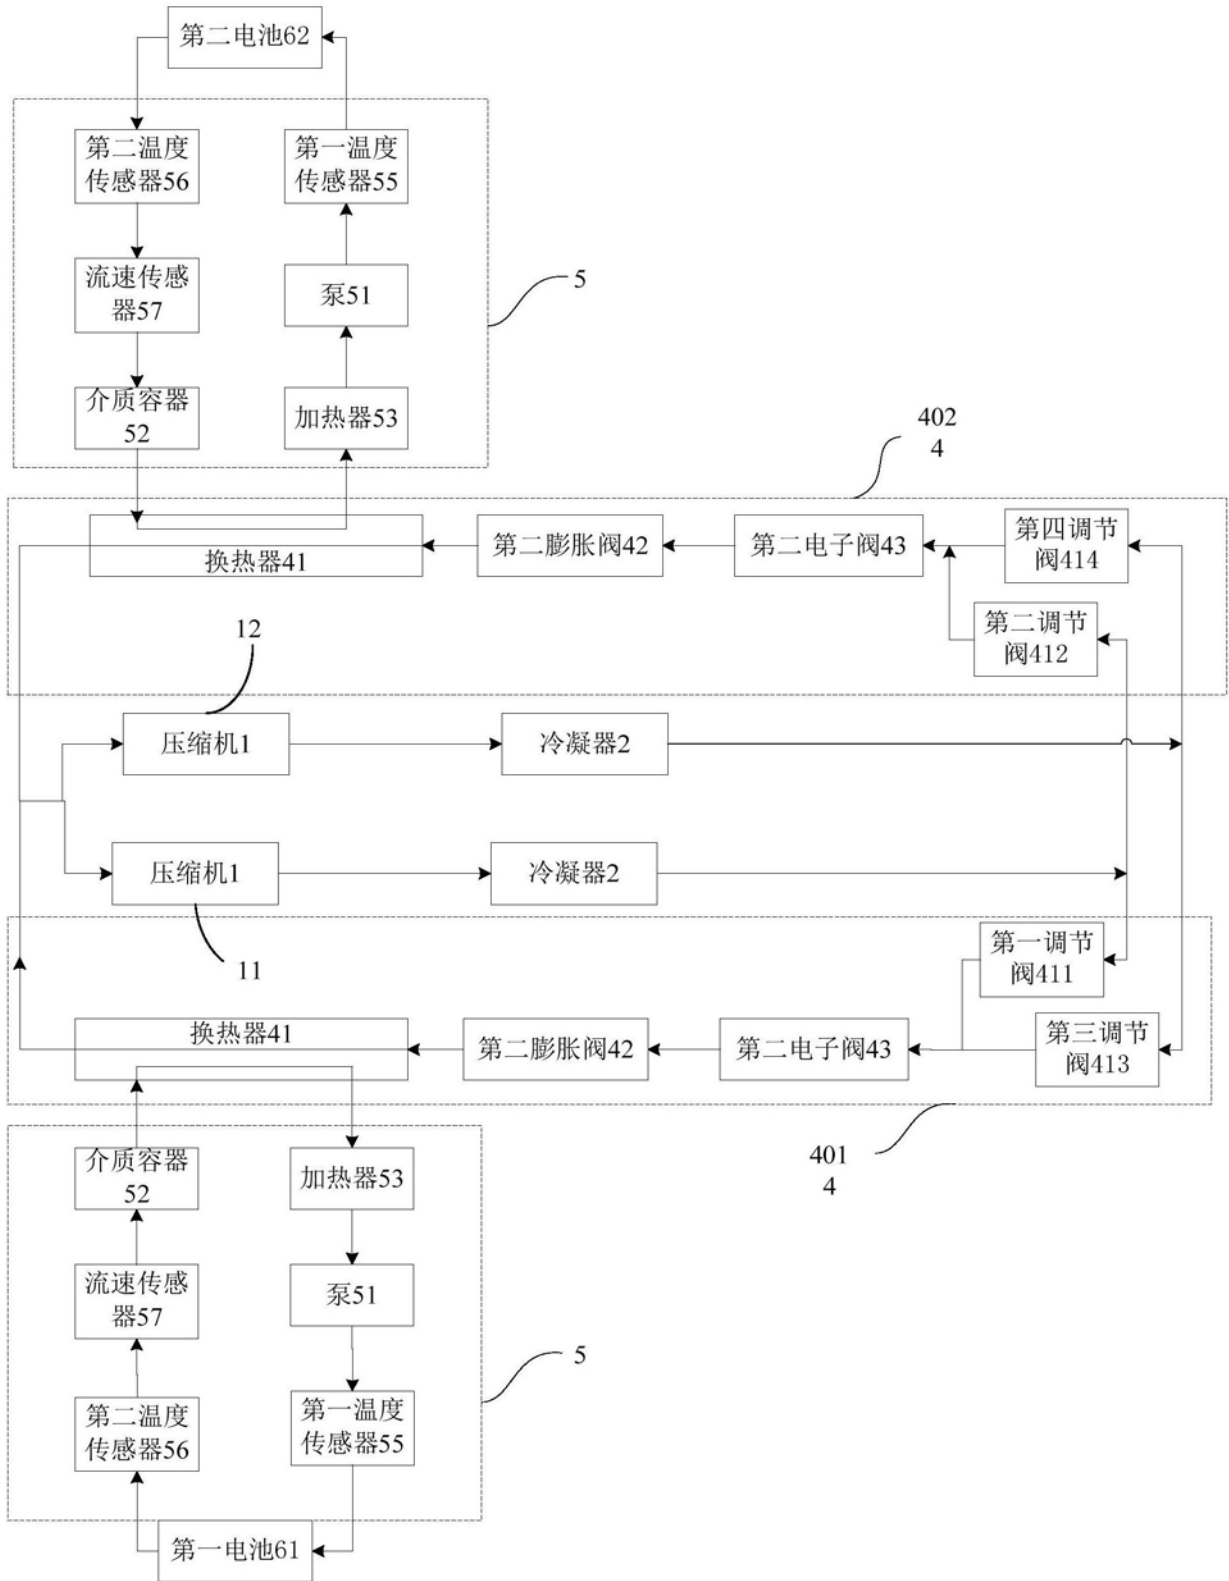 第二电池62
第二温度
传感器56
第一温度
传感器55
流速传感
器57
泵51
5
介质容器
52
加热器53
402
4
换热器41
第二膨胀阀42
第二电子阀43
第四调节
阀414
第二调节
阀412
12
压缩机1
冷凝器2
压缩机1
冷凝器2
11
第一调节
阀411
换热器41
第二膨胀阀42
第二电子阀43
第三调节
阀413
401
4
介质容器
52
加热器53
流速传感
器57
泵51
5
第二温度
传感器56
第一温度
传感器55
第一电池61